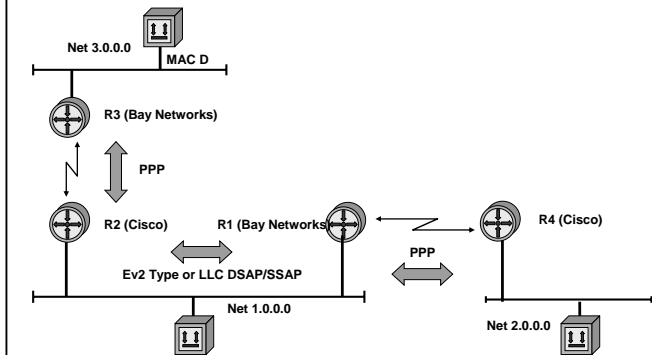 Net 3.0.0.0
MAC D
R3 (Bay Networks)
PPP
R2 (Cisco)
R1 (Bay Networks
R4 (Cisco)
PPP
Ev2 Type or LLC DSAP/SSAP
Net 1.0.0.0
Net 2.0.0.0